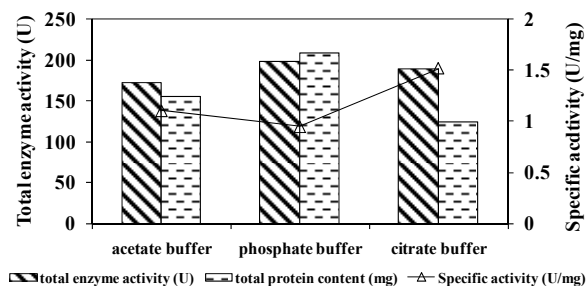 Total enzyme activity (U)
250
200
150
100
50
0
2
1.5
1
0.5
0
Specific acdtivity (U/mg)
acetate buffer phosphate buffer citrate buffer
total enzyme activity (U) total protein content (mg) Specific activity (U/mg)